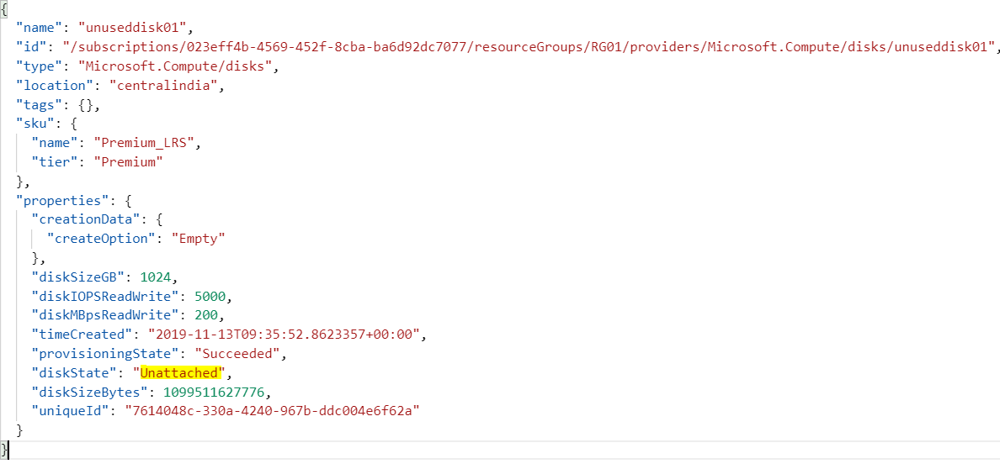 {
"name": "unuseddisk01",
"id": "/subscriptions/023eff4b-4569-452f-8cba-ba6d92dc7077/resourceGroups/RG01/providers/Microsoft.Compute/disks/unuseddisk01",
"type": "Microsoft.Compute/disks",
"location": "centralindia",
"tags": {},
"sku": {
"name": "Premium_LRS",
"tier": "Premium"
},
"properties": {
"creationData": {
"createOption": "Empty"
},
"diskSizeGB": 1024,
"diskIOPSReadWrite": 5000,
"diskMBpsReadWrite": 200,
"timeCreated": "2019-11-13T09:35:52.8623357+00:00",
"provisioningState": "Succeeded",
"diskState": "Unattached",
"diskSizeBytes": 1099511627776,
"uniqueId": "7614048c-330a-4240-967b-ddc004e6f62a"
}
}